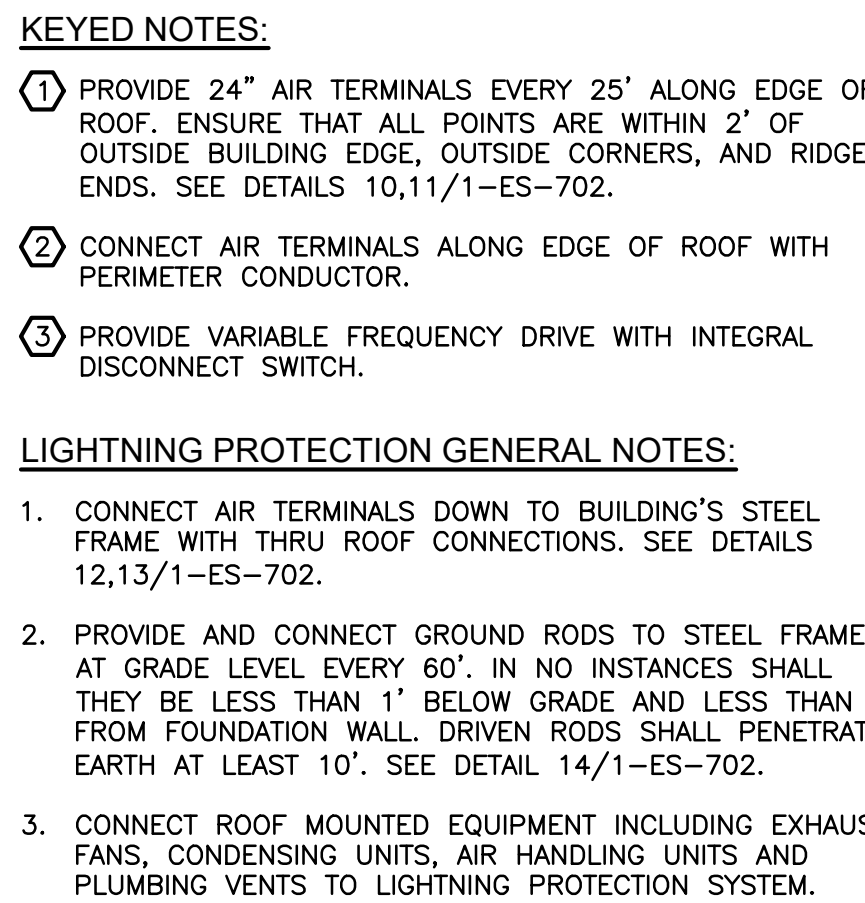 KEYED NOTES:
1 PROVIDE 24" AIR TERMINALS EVERY 25' ALONG EDGE OF
ROOF. ENSURE THAT ALL POINTS ARE WITHIN 2' OF
OUTSIDE BUILDING EDGE, OUTSIDE CORNERS, AND RIDGE
ENDS. SEE DETAILS 10,11/1-ES-702.
2 CONNECT AIR TERMINALS ALONG EDGE OF ROOF WITH
PERIMETER CONDUCTOR.
3 PROVIDE VARIABLE FREQUENCY DRIVE WITH INTEGRAL
DISCONNECT SWITCH.
LIGHTNING PROTECTION GENERAL NOTES:
1. CONNECT AIR TERMINALS DOWN TO BUILDING'S STEEL
FRAME WITH THRU ROOF CONNECTIONS. SEE DETAILS
12,13/1-ES-702.
2. PROVIDE AND CONNECT GROUND RODS TO STEEL FRAME
AT GRADE LEVEL EVERY 60'. IN NO INSTANCES SHALL
THEY BE LESS THAN 1' BELOW GRADE AND LESS THAN
FROM FOUNDATION WALL. DRIVEN RODS SHALL PENETRAT
EARTH AT LEAST 10'. SEE DETAIL 14/1-ES-702.
3. CONNECT ROOF MOUNTED EQUIPMENT INCLUDING EXHAUS
FANS, CONDENSING UNITS, AIR HANDLING UNITS AND
PLUMBING VENTS TO LIGHTNING PROTECTION SYSTEM.